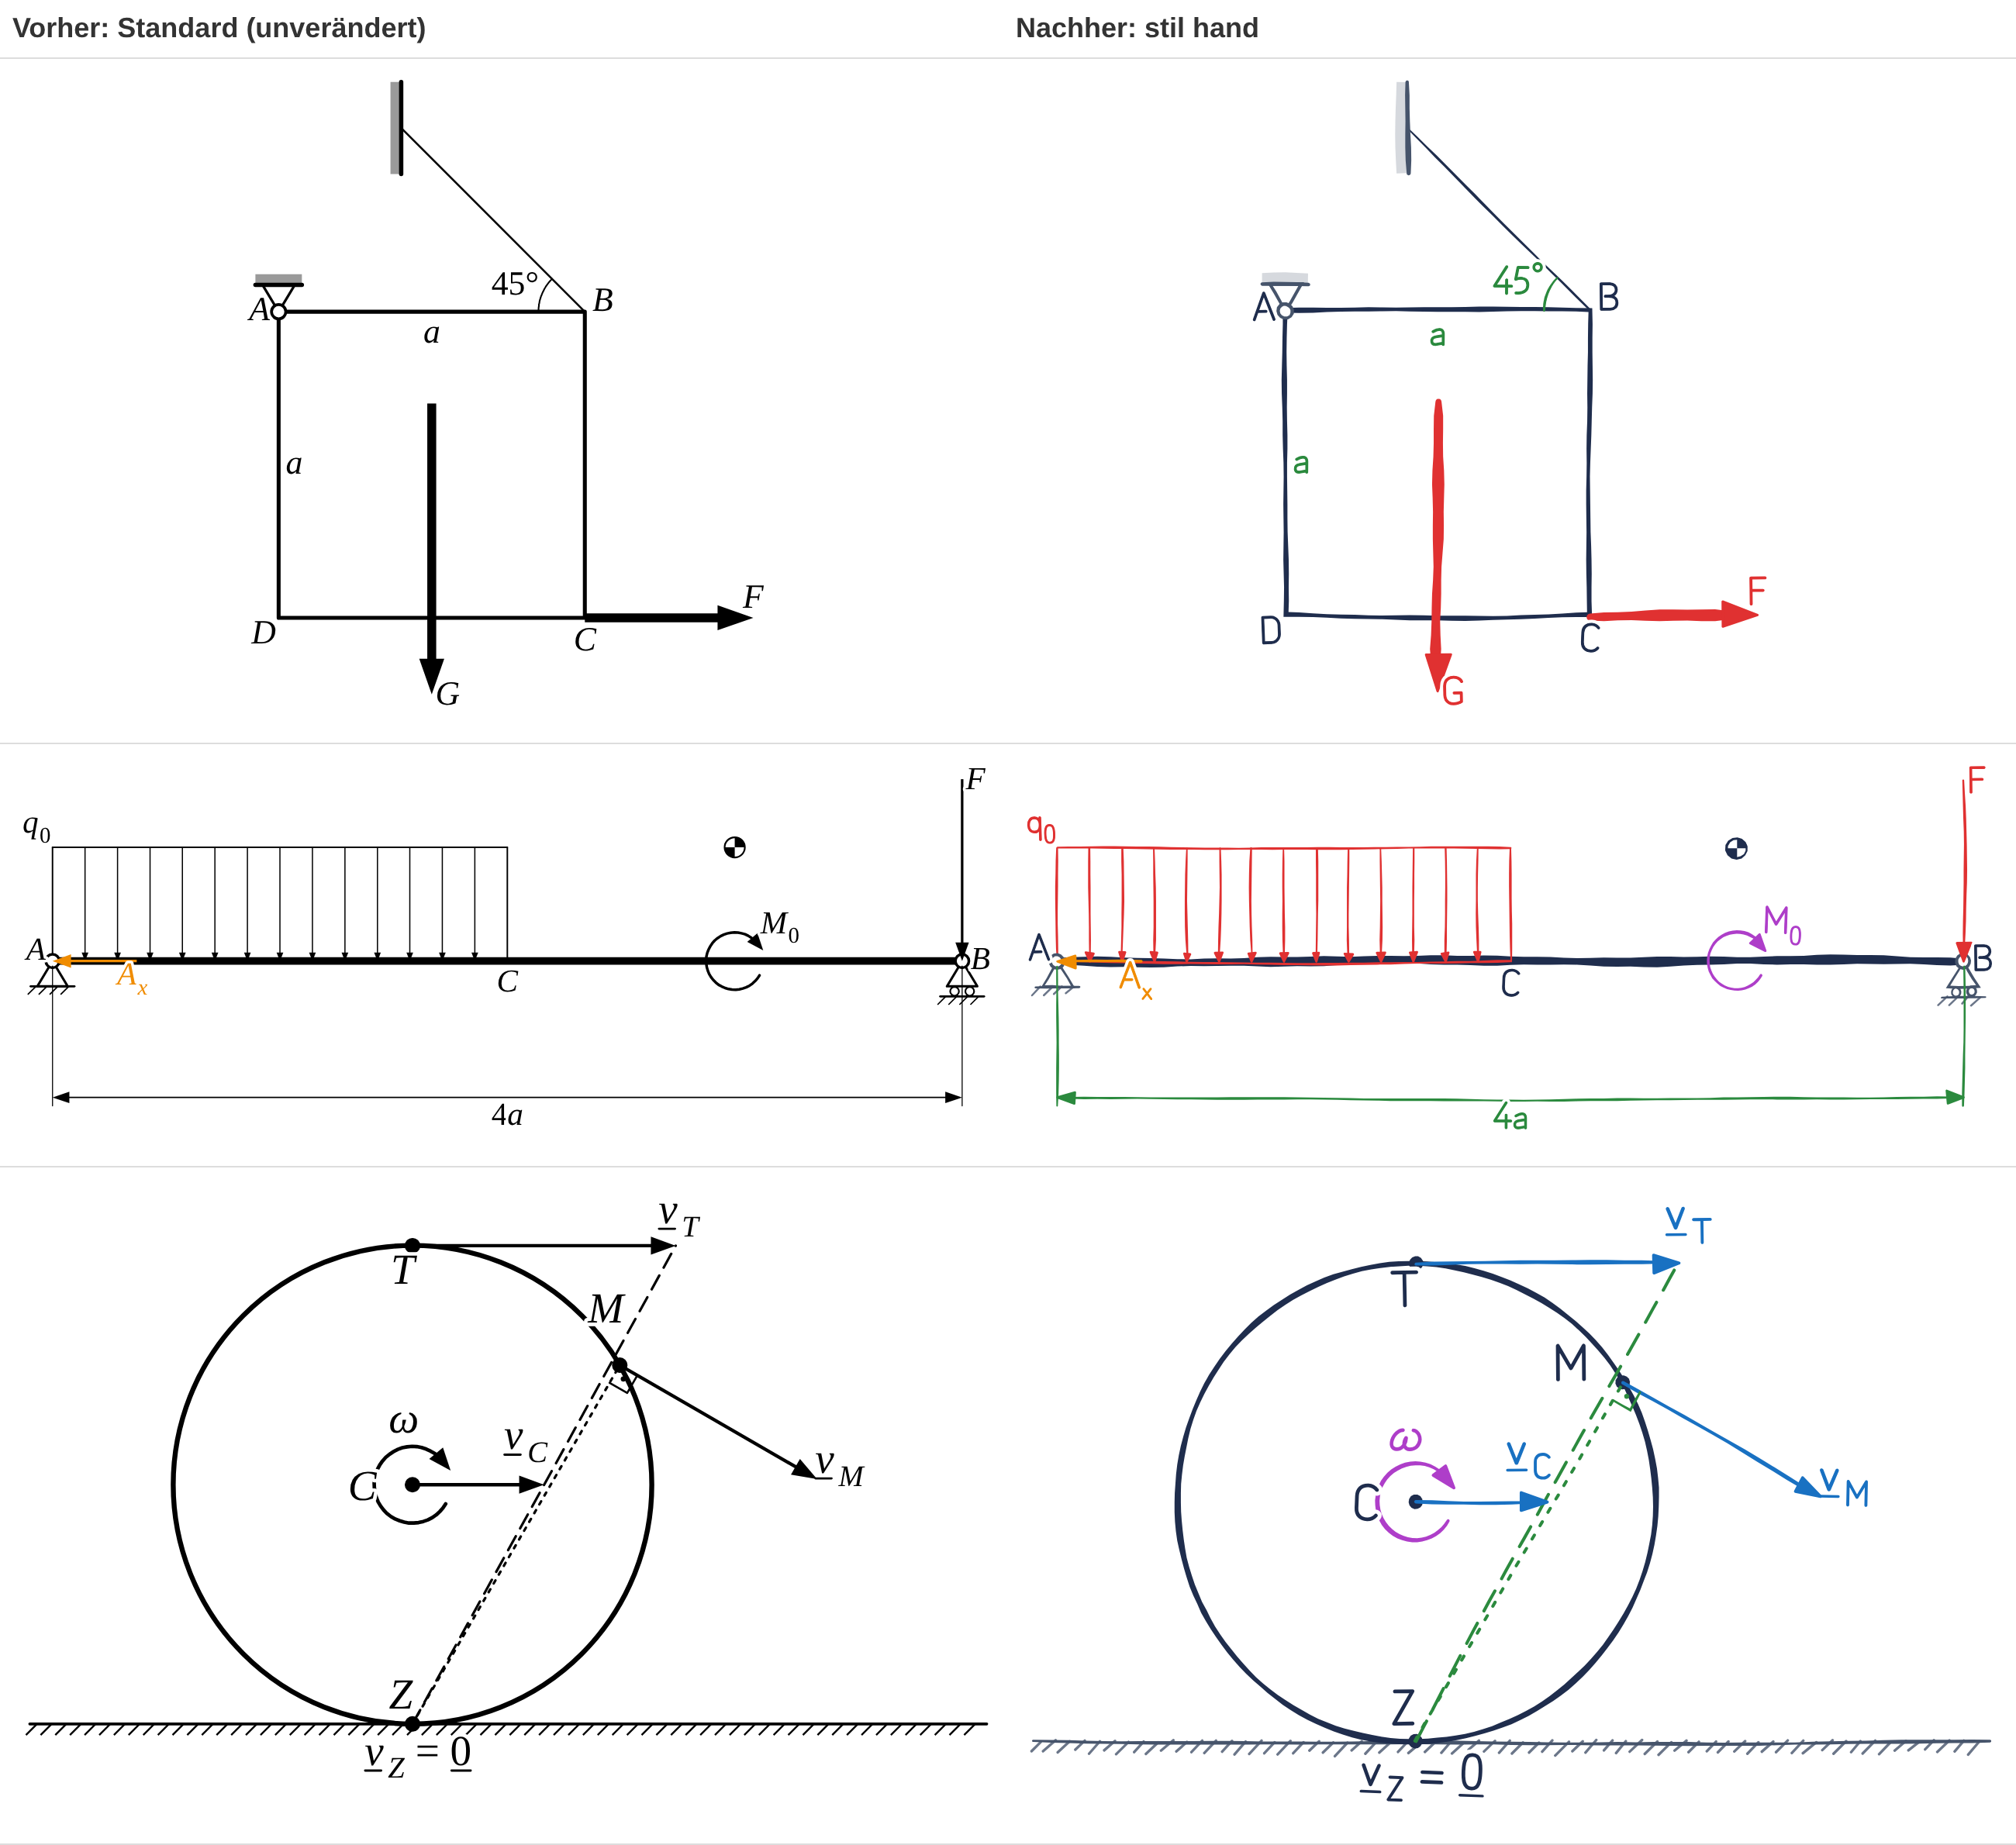 Vorher: Standard (unverändert)
Nachher: stil hand
45°
A
B
a
a
D
C
F
G
45°
A
B
a
a
D
C
F
G
F
q0
M0
A
Ax
C
B
4a
F
q0
M0
A
Ax
C
B
4a
vT
T
M
ω
vC
C
vM
Z
vZ = 0
vT
T
M
ω
vC
C
vM
Z
vZ = 0